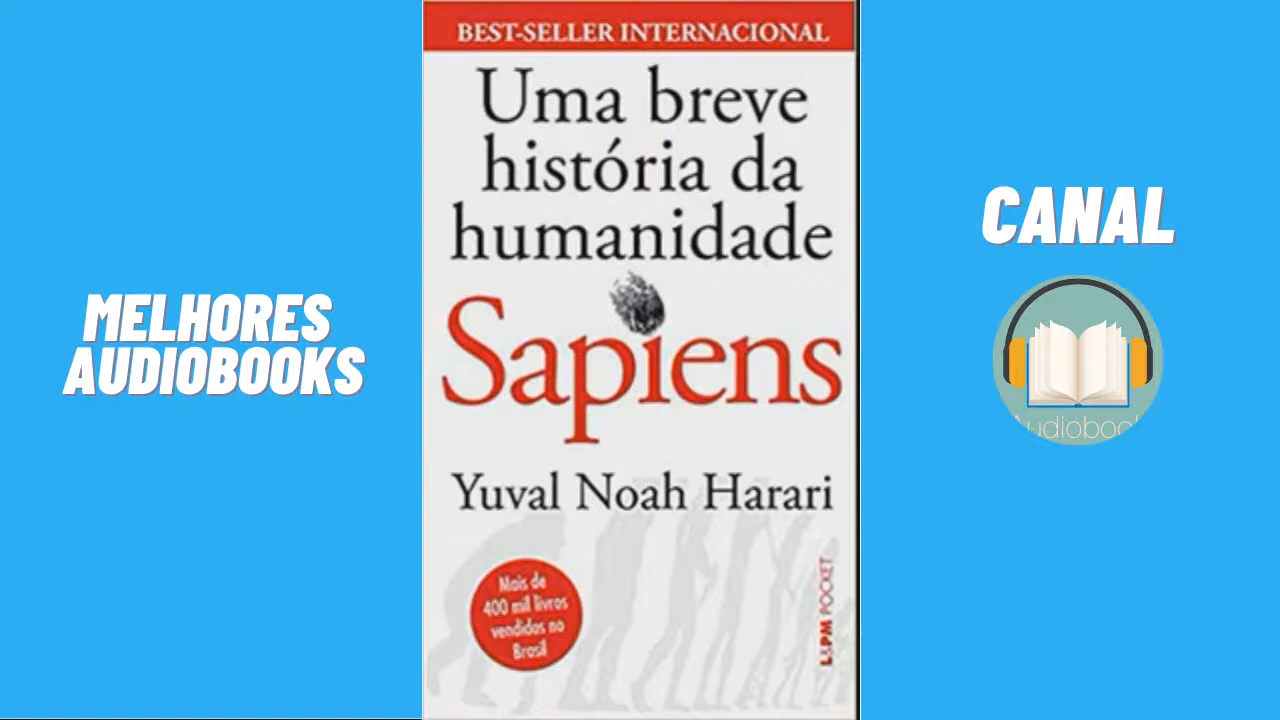 MELHORES
AUDIOBOOKS
BEST-SELLER INTERNACIONAL
Uma breve
história da
humanidade
Sapiens
Yuval Noah Harari
Mais de
400 mil livros
vendidos no
Brasil
L&PM POCKET
CANAL
Audiobook